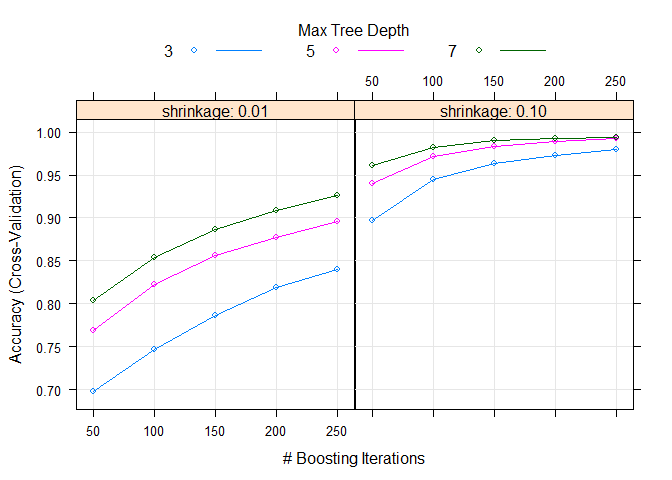 Max Tree Depth
3 5 7
50 100 150 200 250
shrinkage: 0.01 shrinkage: 0.10
1.00
0.95
0.90
0.85
0.80
0.75
0.70
Accuracy (Cross-Validation)
50 100 150 200 250
# Boosting Iterations